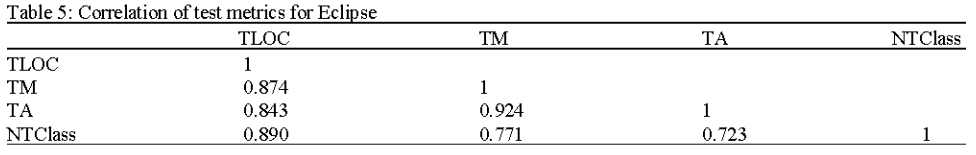 Table 5: Correlation of test metrics for Eclipse
TLOC TM TA NTClass
TLOC 1
TM 0.874 1
TA 0.843 0.924 1
NTClass 0.890 0.771 0.723 1